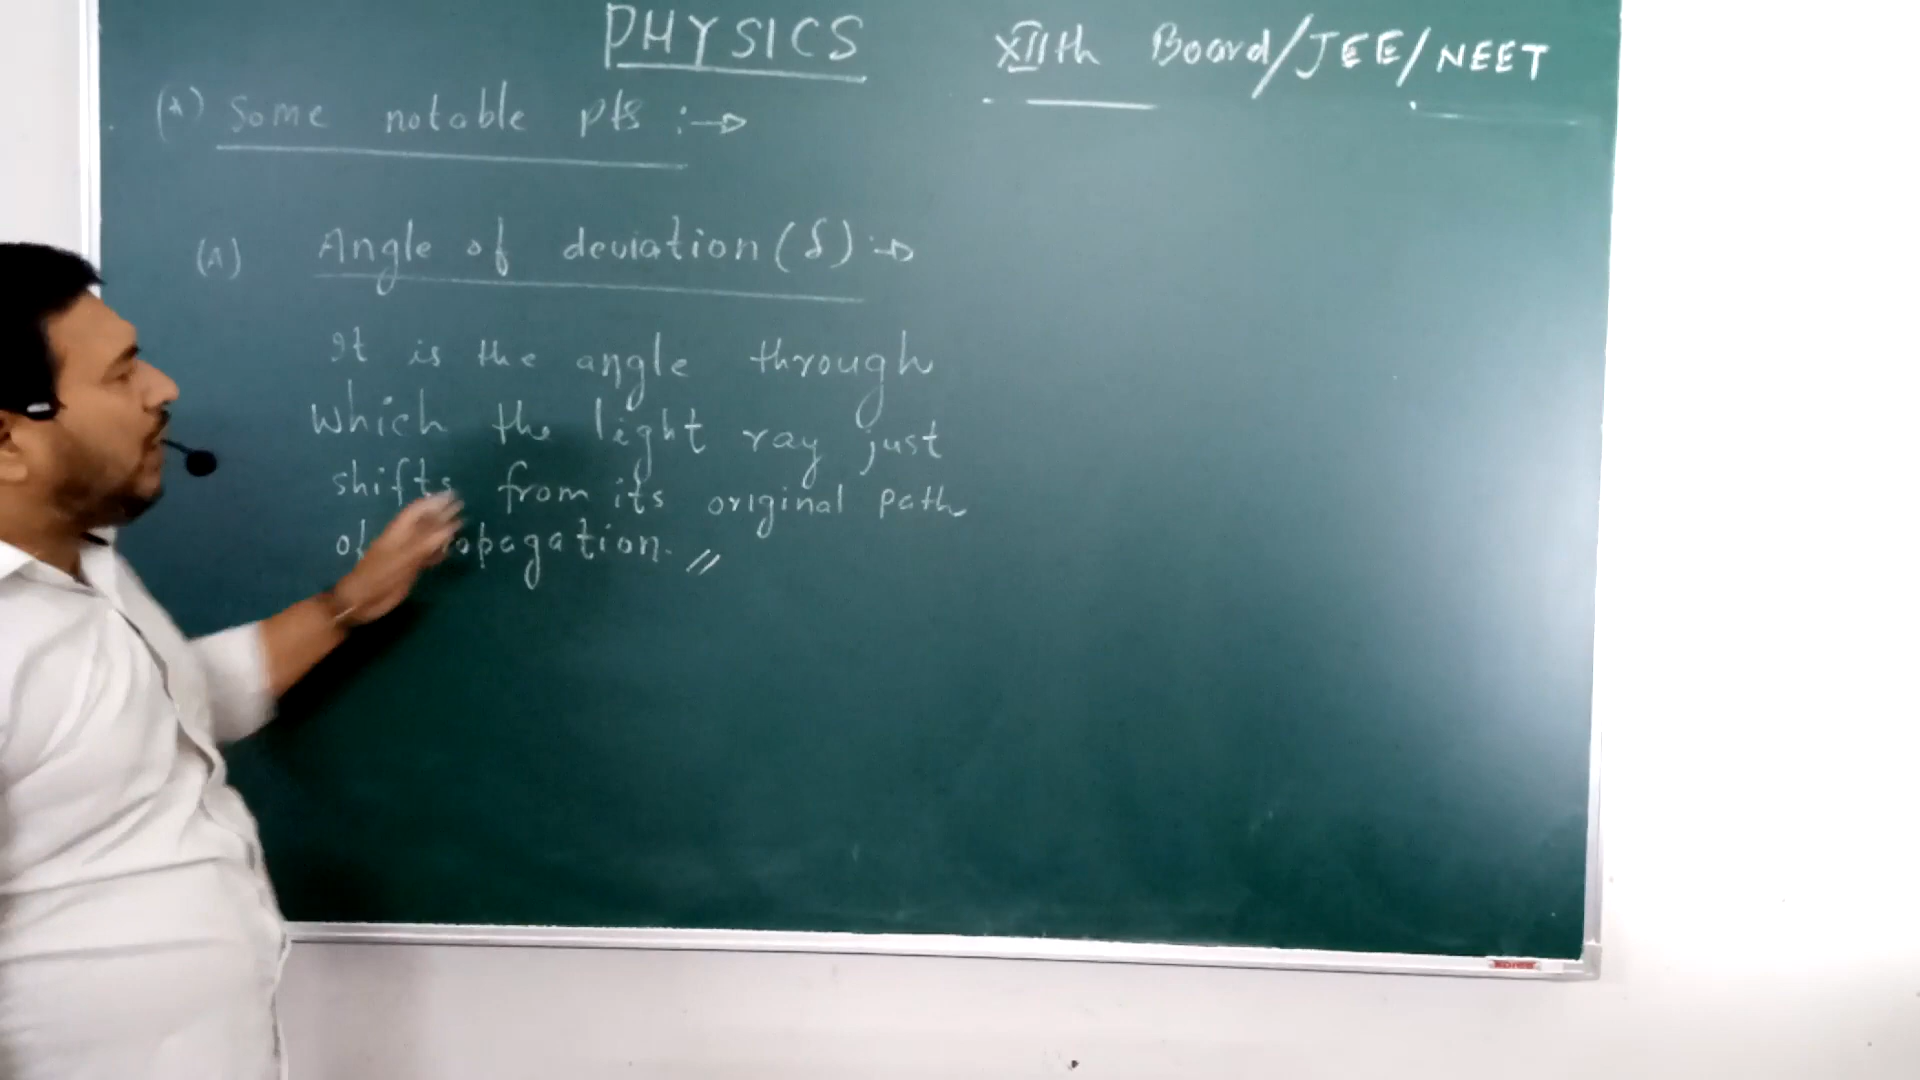 PHYSICS
XIIth Board/JEE/NEET
(*) Some notable pts :→
(A) Angle of deviation (δ) :→
It is the angle through
which the light ray just
shifts from its original path
of propagation. //